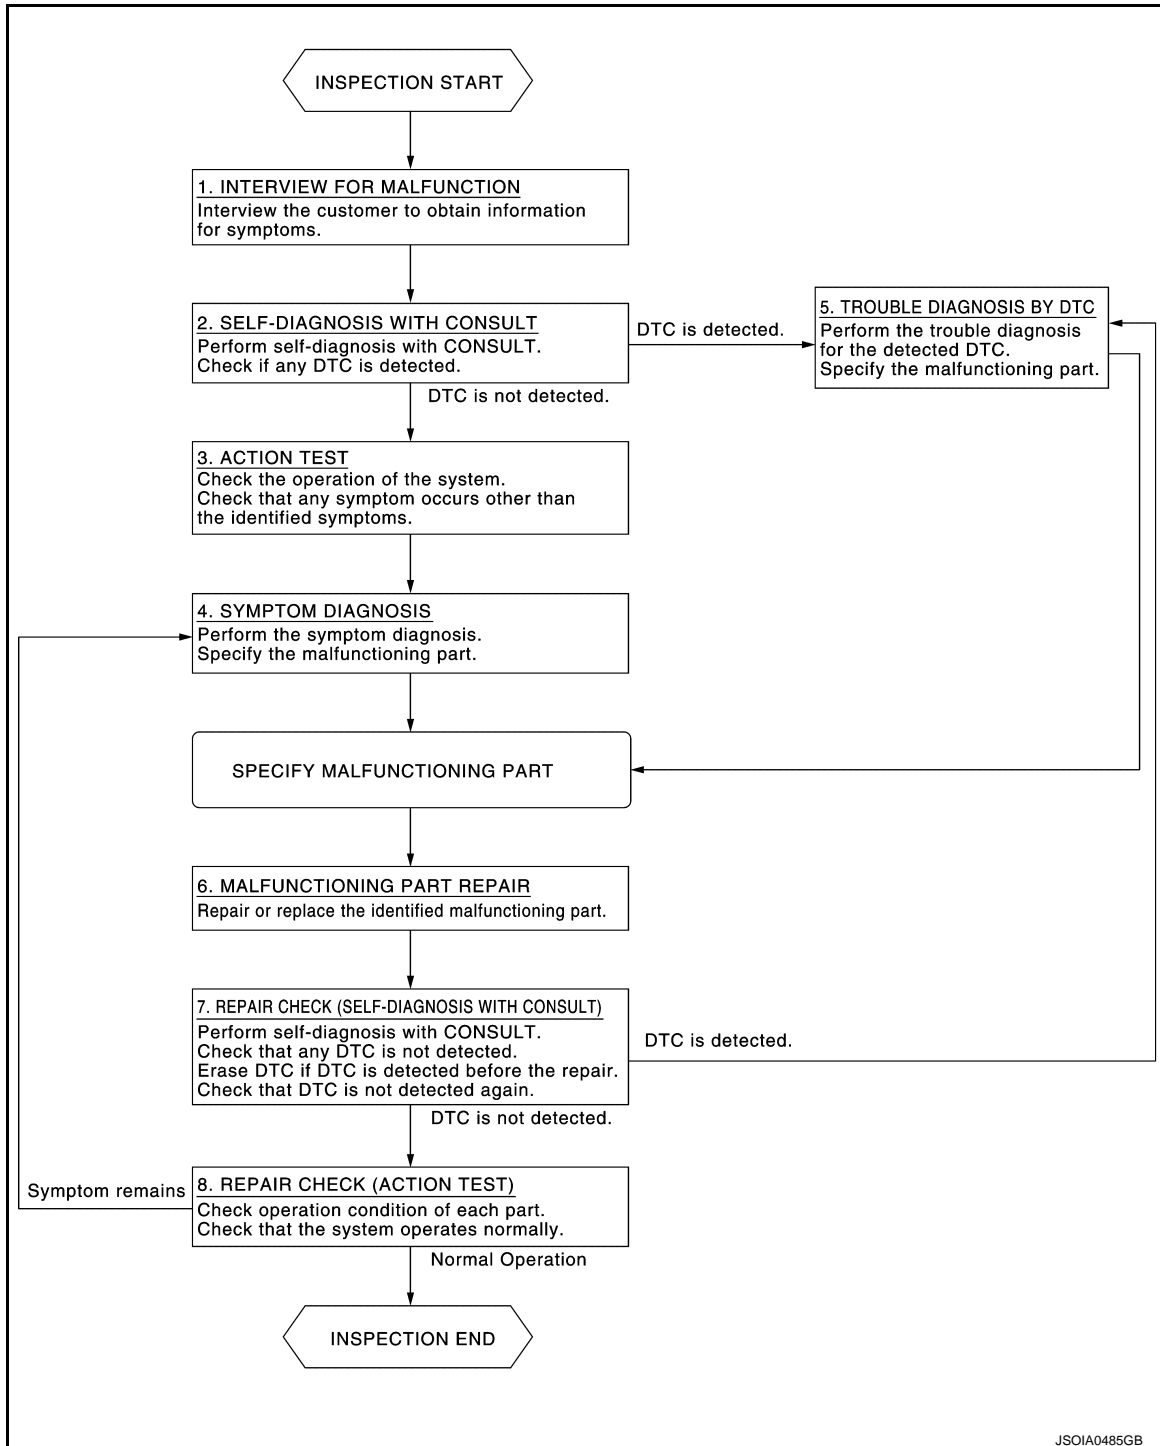 INSPECTION START
1. INTERVIEW FOR MALFUNCTION
Interview the customer to obtain information
for symptoms.
2. SELF-DIAGNOSIS WITH CONSULT
Perform self-diagnosis with CONSULT.
Check if any DTC is detected.
DTC is detected.
5. TROUBLE DIAGNOSIS BY DTC
Perform the trouble diagnosis
for the detected DTC.
Specify the malfunctioning part.
DTC is not detected.
3. ACTION TEST
Check the operation of the system.
Check that any symptom occurs other than
the identified symptoms.
4. SYMPTOM DIAGNOSIS
Perform the symptom diagnosis.
Specify the malfunctioning part.
SPECIFY MALFUNCTIONING PART
6. MALFUNCTIONING PART REPAIR
Repair or replace the identified malfunctioning part.
7. REPAIR CHECK (SELF-DIAGNOSIS WITH CONSULT)
Perform self-diagnosis with CONSULT.
Check that any DTC is not detected.
Erase DTC if DTC is detected before the repair.
Check that DTC is not detected again.
DTC is detected.
DTC is not detected.
8. REPAIR CHECK (ACTION TEST)
Check operation condition of each part.
Check that the system operates normally.
Symptom remains
Normal Operation
INSPECTION END
JSOIA0485GB